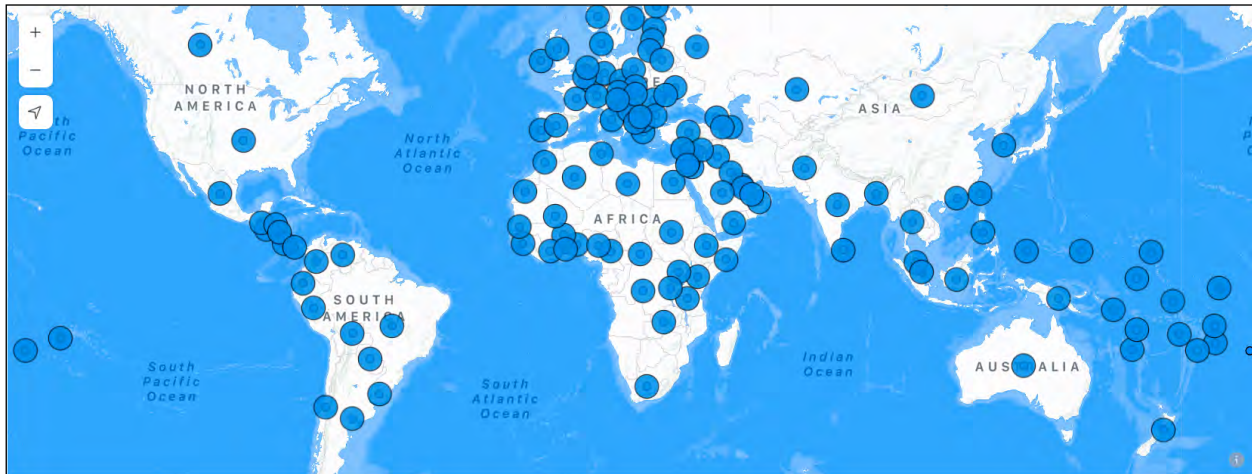 +
−
NORTH
AMERICA
ASIA
Pacific
Ocean
North
Atlantic
Ocean
AFRICA
SOUTH
AMERICA
Indian
Ocean
AUSTRALIA
South
Pacific
Ocean
South
Atlantic
Ocean
i